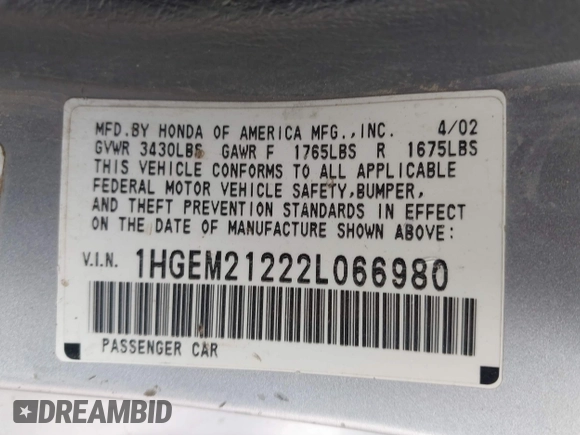 MFD.BY HONDA OF AMERICA MFG.,INC. 4/02
GVWR 3430LBS GAWR F 1765LBS R 1675LBS
THIS VEHICLE CONFORMS TO ALL APPLICABLE
FEDERAL MOTOR VEHICLE SAFETY,BUMPER,
AND THEFT PREVENTION STANDARDS IN EFFECT
ON THE DATE OF MANUFACTURE SHOWN ABOVE:
V.I.N. 1HGEM21222L066980
PASSENGER CAR
DREAMBID